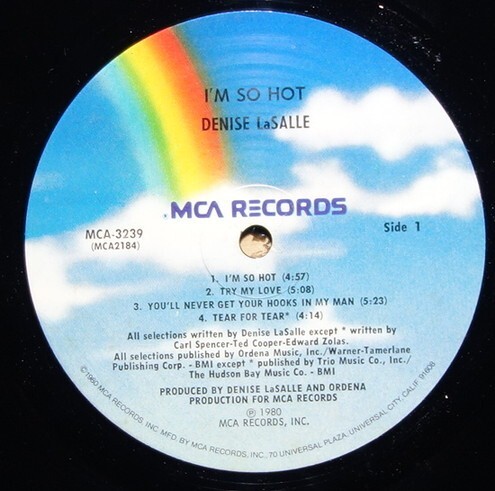 I'M SO HOT
DENISE LaSALLE
MCA RECORDS
MCA-3239
(MCA2184)
Side 1
1. I'M SO HOT (4:57)
2. TRY MY LOVE (5:08)
3. YOU'LL NEVER GET YOUR HOOKS IN MY MAN (5:23)
4. TEAR FOR TEAR* (4:14)
All selections written by Denise LaSalle except * written by
Carl Spencer-Ted Cooper-Edward Zolas.
All selections published by Ordena Music, Inc./Warner-Tamerlane
Publishing Corp. - BMI except * published by Trio Music Co., Inc./
The Hudson Bay Music Co. - BMI
PRODUCED BY DENISE LaSALLE AND ORDENA
PRODUCTION FOR MCA RECORDS
℗ 1980
MCA RECORDS, INC.
©1980 MCA RECORDS, INC. MFD. BY MCA RECORDS, INC., 70 UNIVERSAL PLAZA, UNIVERSAL CITY, CALIF. 91608